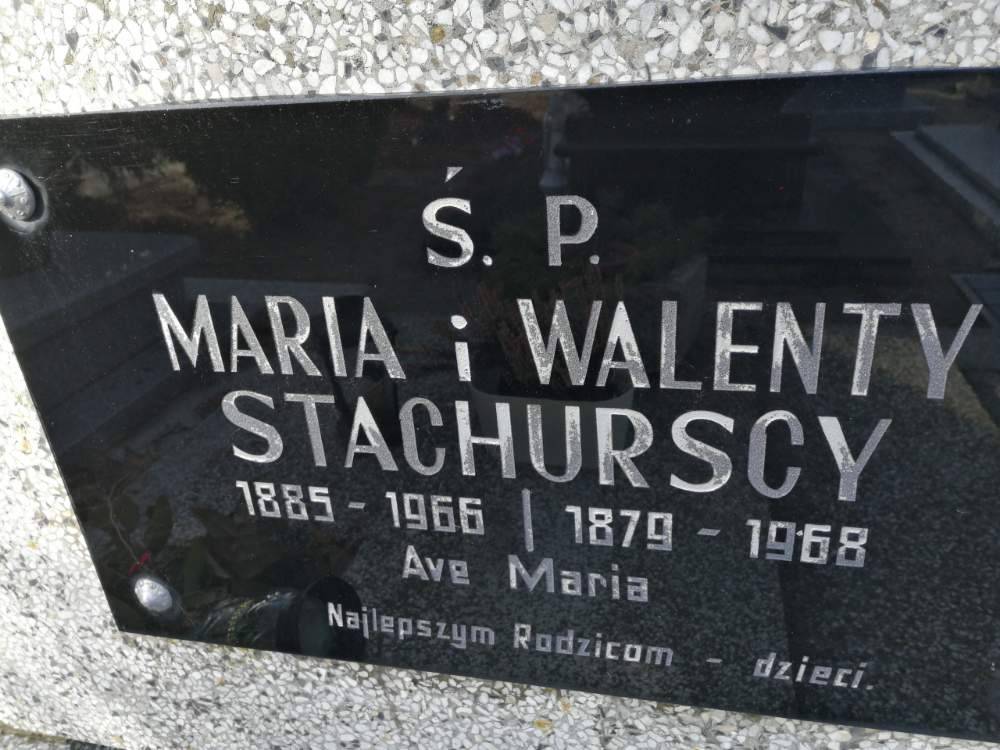 Ś. P.
MARIA i WALENTY
STACHURSCY
1885 - 1966 | 1879 - 1968
Ave Maria
Najlepszym Rodzicom - dzieci.